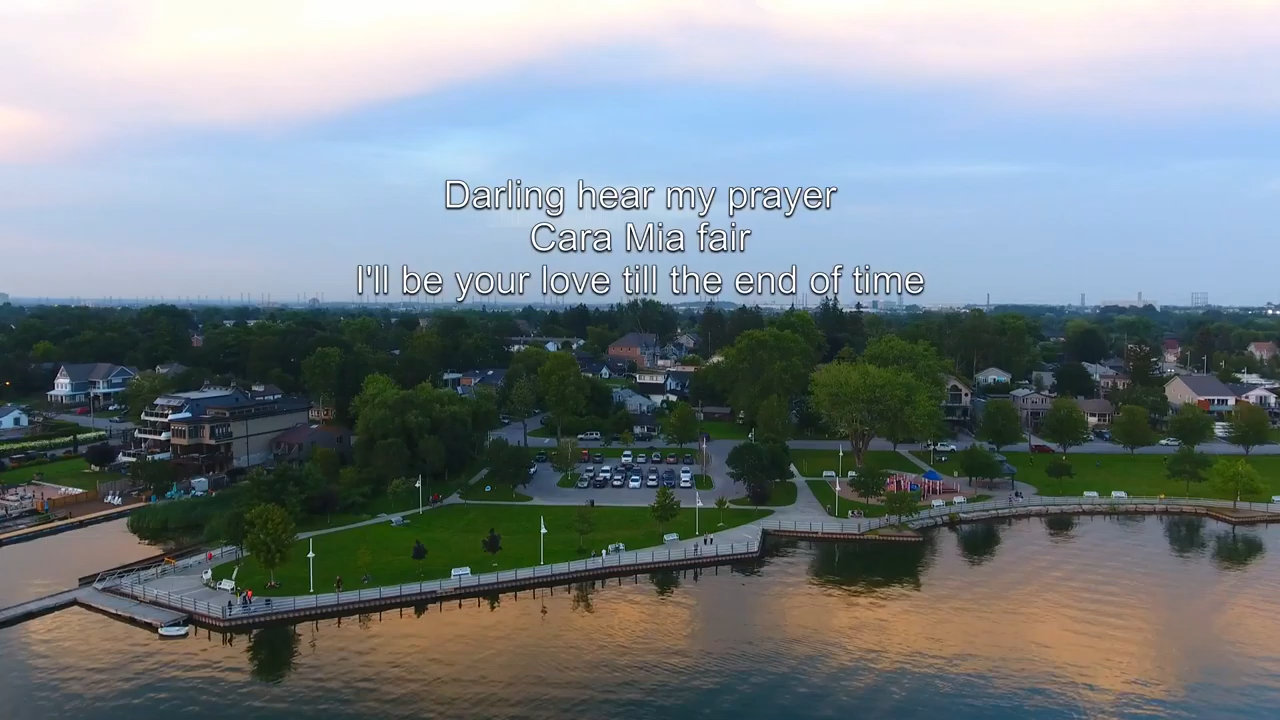 Darling hear my prayer
Cara Mia fair
I'll be your love till the end of time